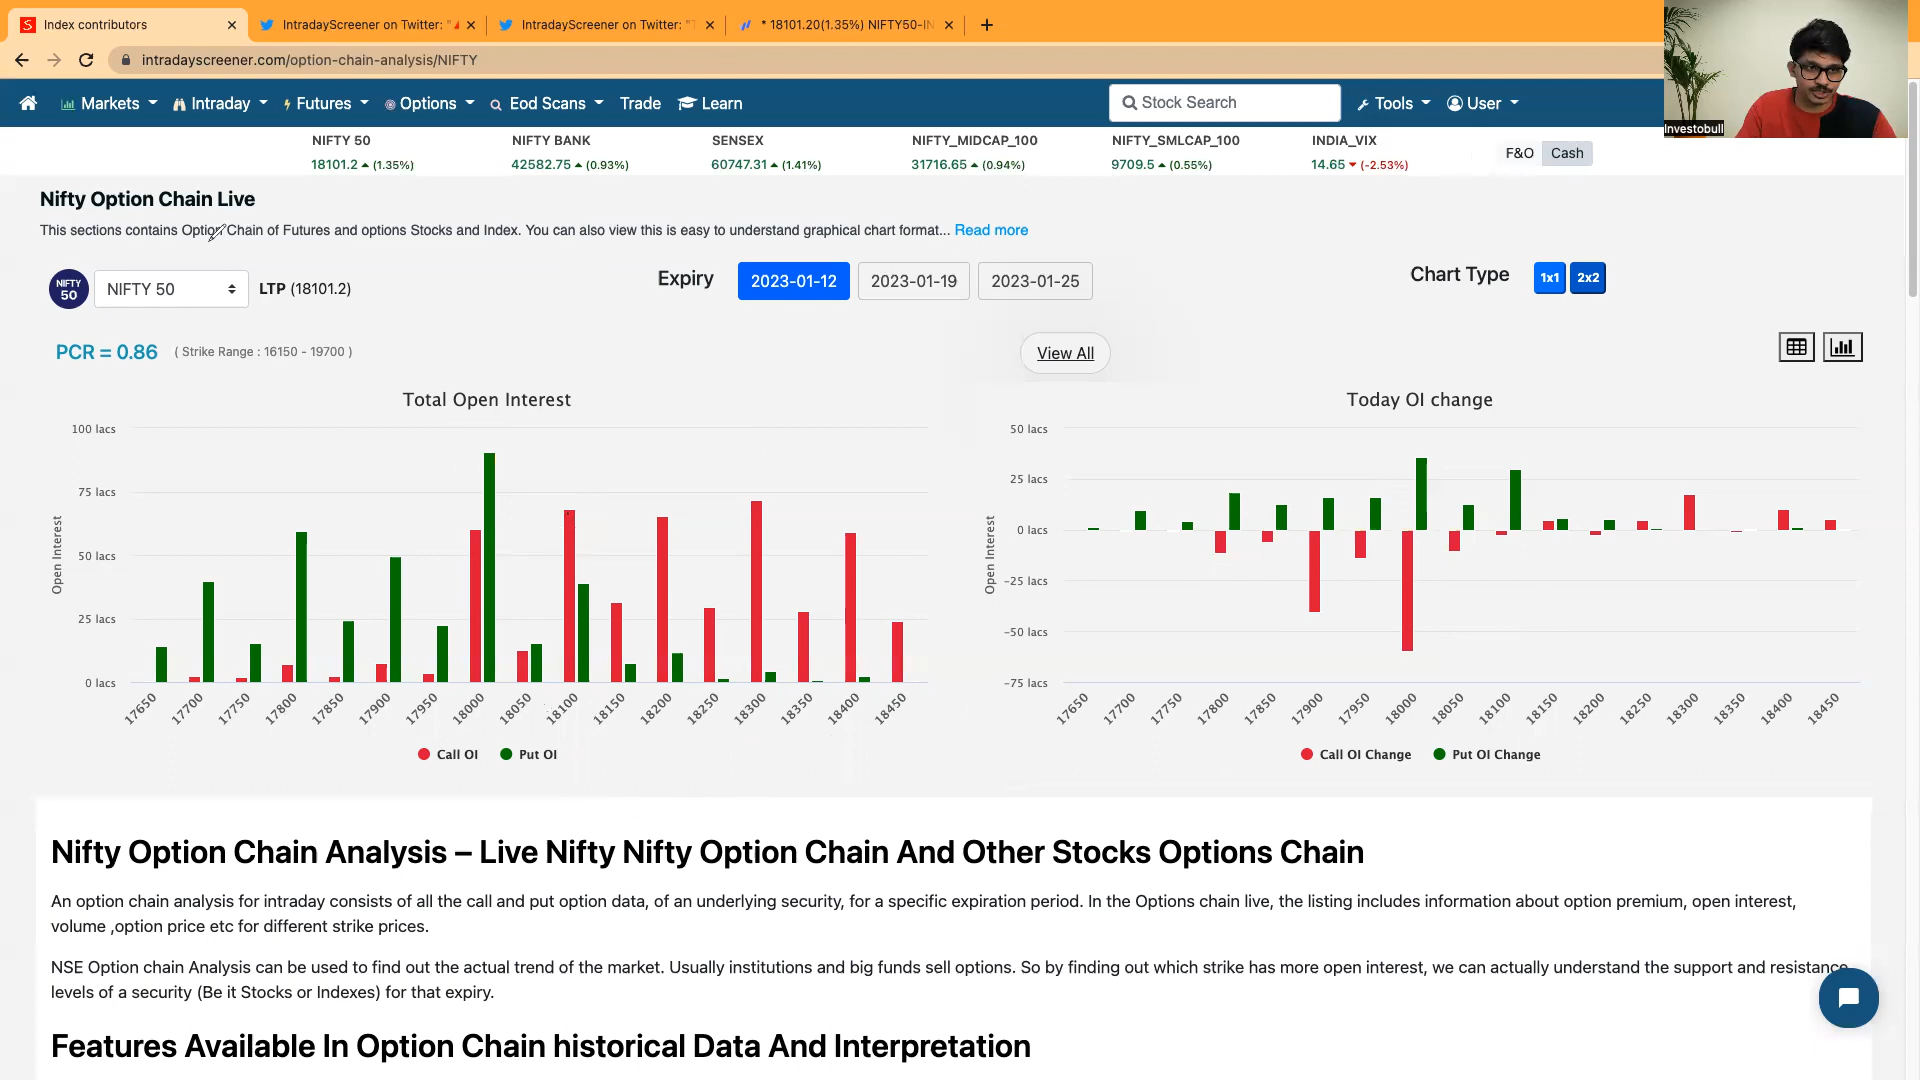 Index contributors
IntradayScreener on Twitter: "
IntradayScreener on Twitter: "
* 18101.20(1.35%) NIFTY50-IN
intradayscreener.com/option-chain-analysis/NIFTY
Markets Intraday Futures Options Eod Scans Trade Learn Stock Search Tools User
Investobull
NIFTY 50 NIFTY BANK SENSEX NIFTY_MIDCAP_100 NIFTY_SMLCAP_100 INDIA_VIX
18101.2 (1.35%) 42582.75 (0.93%) 60747.31 (1.41%) 31716.65 (0.94%) 9709.5 (0.55%) 14.65 (-2.53%)
F&O Cash
Nifty Option Chain Live
This sections contains Option Chain of Futures and options Stocks and Index. You can also view this is easy to understand graphical chart format... Read more
NIFTY 50
NIFTY 50 LTP (18101.2)
Expiry 2023-01-12 2023-01-19 2023-01-25
Chart Type 1x1 2x2
PCR = 0.86 ( Strike Range : 16150 - 19700 )
View All
Total Open Interest
Open Interest
100 lacs
75 lacs
50 lacs
25 lacs
0 lacs
17650 17700 17750 17800 17850 17900 17950 18000 18050 18100 18150 18200 18250 18300 18350 18400 18450
Call OI Put OI
Today OI change
Open Interest
50 lacs
25 lacs
0 lacs
-25 lacs
-50 lacs
-75 lacs
17650 17700 17750 17800 17850 17900 17950 18000 18050 18100 18150 18200 18250 18300 18350 18400 18450
Call OI Change Put OI Change
Nifty Option Chain Analysis – Live Nifty Nifty Option Chain And Other Stocks Options Chain
An option chain analysis for intraday consists of all the call and put option data, of an underlying security, for a specific expiration period. In the Options chain live, the listing includes information about option premium, open interest,
volume ,option price etc for different strike prices.
NSE Option chain Analysis can be used to find out the actual trend of the market. Usually institutions and big funds sell options. So by finding out which strike has more open interest, we can actually understand the support and resistance
levels of a security (Be it Stocks or Indexes) for that expiry.
Features Available In Option Chain historical Data And Interpretation